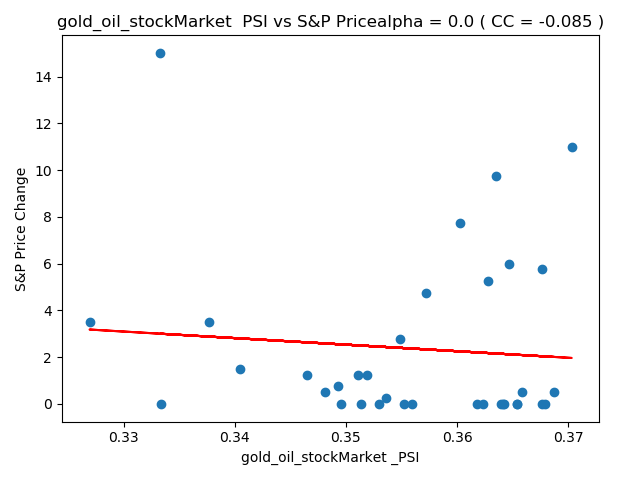 gold_oil_stockMarket  PSI vs S&P Pricealpha = 0.0 ( CC = -0.085 )
14
12
10
8
6
4
2
0
S&P Price Change
0.33 0.34 0.35 0.36 0.37
gold_oil_stockMarket _PSI